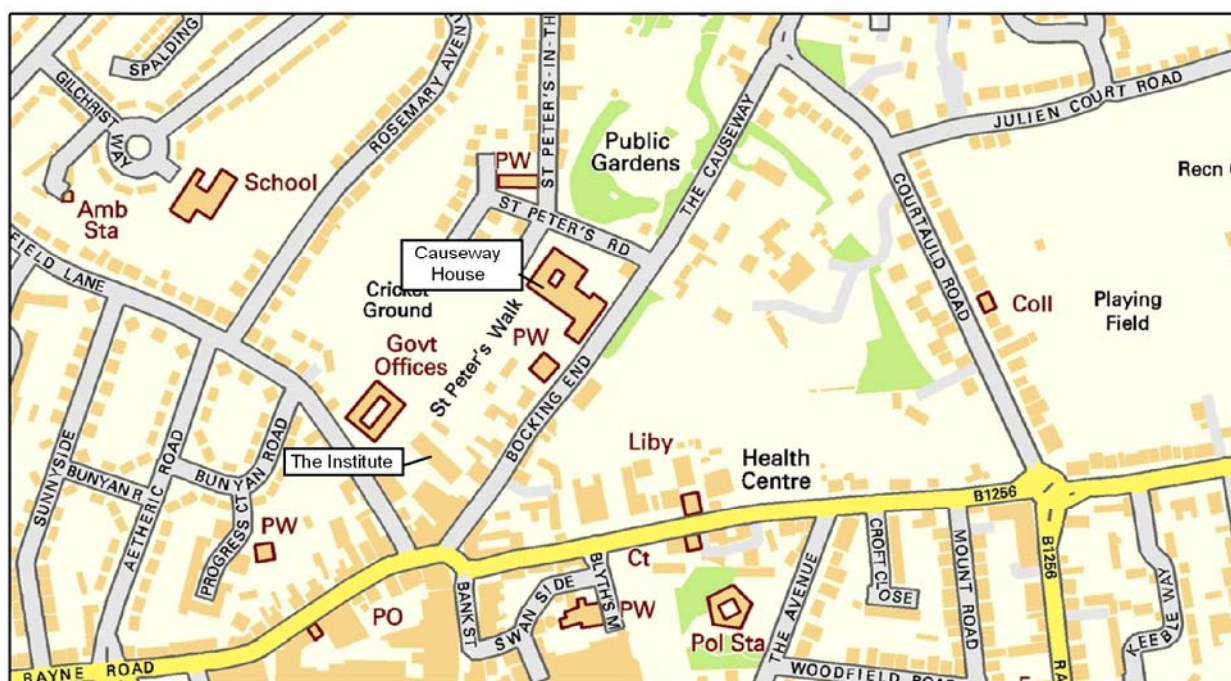 SPALDING
GILCHRIST
WAY
ROSEMARY AVEN
ST PETER'S-IN-TH
THE CAUSEWAY
JULIEN COURT ROAD
Public
Gardens
PW
School
Amb
Sta
Recn
COURTAULD ROAD
ST PETER'S RD
FIELD LANE
Causeway
House
Cricket
Ground
St Peter's Walk
PW
Coll
Playing
Field
Govt
Offices
BOCKING END
The Institute
SUNNYSIDE
BUNYAN R
AETHERIC ROAD
BUNYAN ROAD
PROGRESS CT
PW
Liby
Health
Centre
B1256
B1256
Ct
PO
BANK ST
SWAN SIDE
BLYTH'S M
PW
Pol Sta
THE AVENUE
CROFT CLOSE
MOUNT ROAD
KEEBLE WAY
RAYNE ROAD
WOODFIELD ROAD
RA